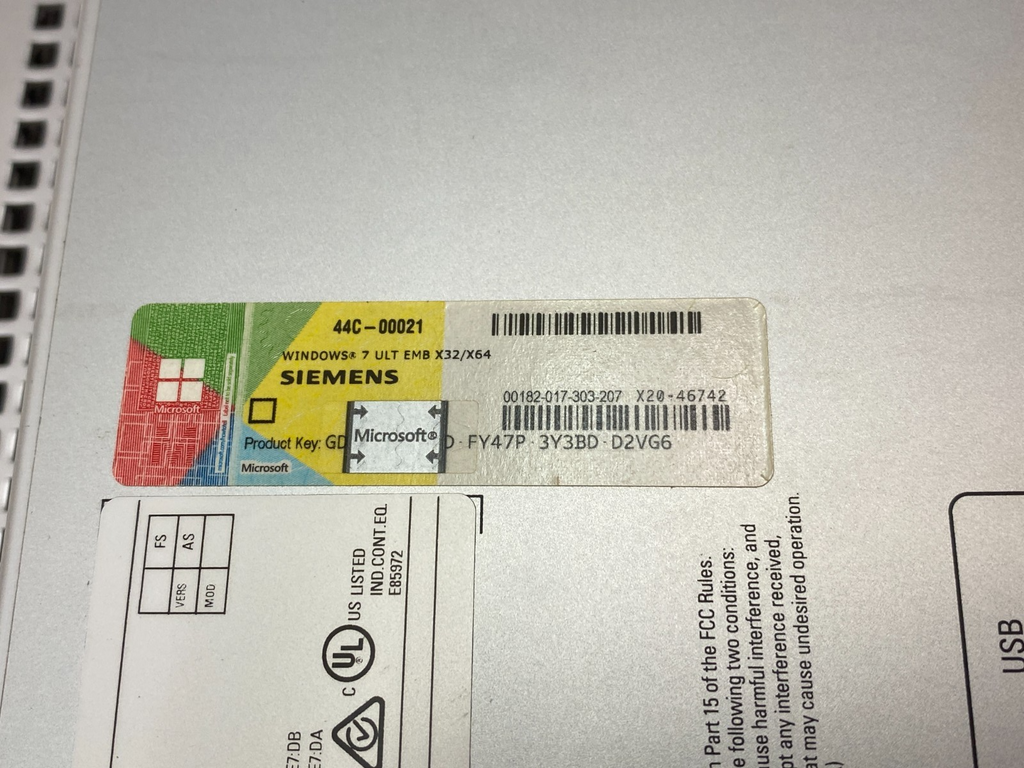 44C-00021
WINDOWS® 7 ULT EMB X32/X64
SIEMENS
00182-017-303-207 X20-46742
Product Key: GD Microsoft® D-FY47P-3Y3BD-D2VG6
Microsoft
Microsoft
FS
AS
VERS
MOD
C UL US LISTED
IND.CONT.EQ.
E85972
E7:DB
E7:DA
Part 15 of the FCC Rules.
following two conditions:
harmful interference, and
any interference received,
may cause undesired operation.
USB